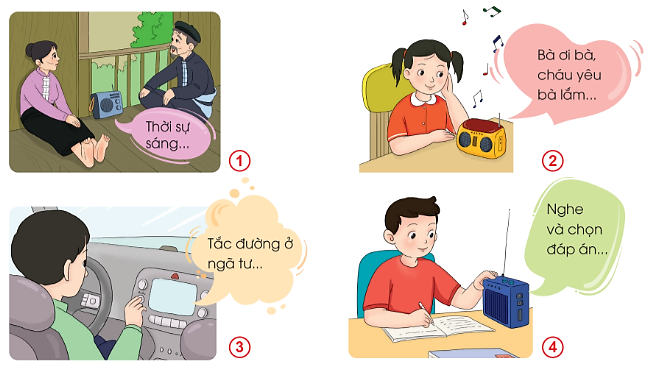 Thời sự
sáng...
1
Bà ơi bà,
cháu yêu
bà lắm...
2
Tắc đường ở
ngã tư...
3
Nghe
và chọn
đáp án...
4